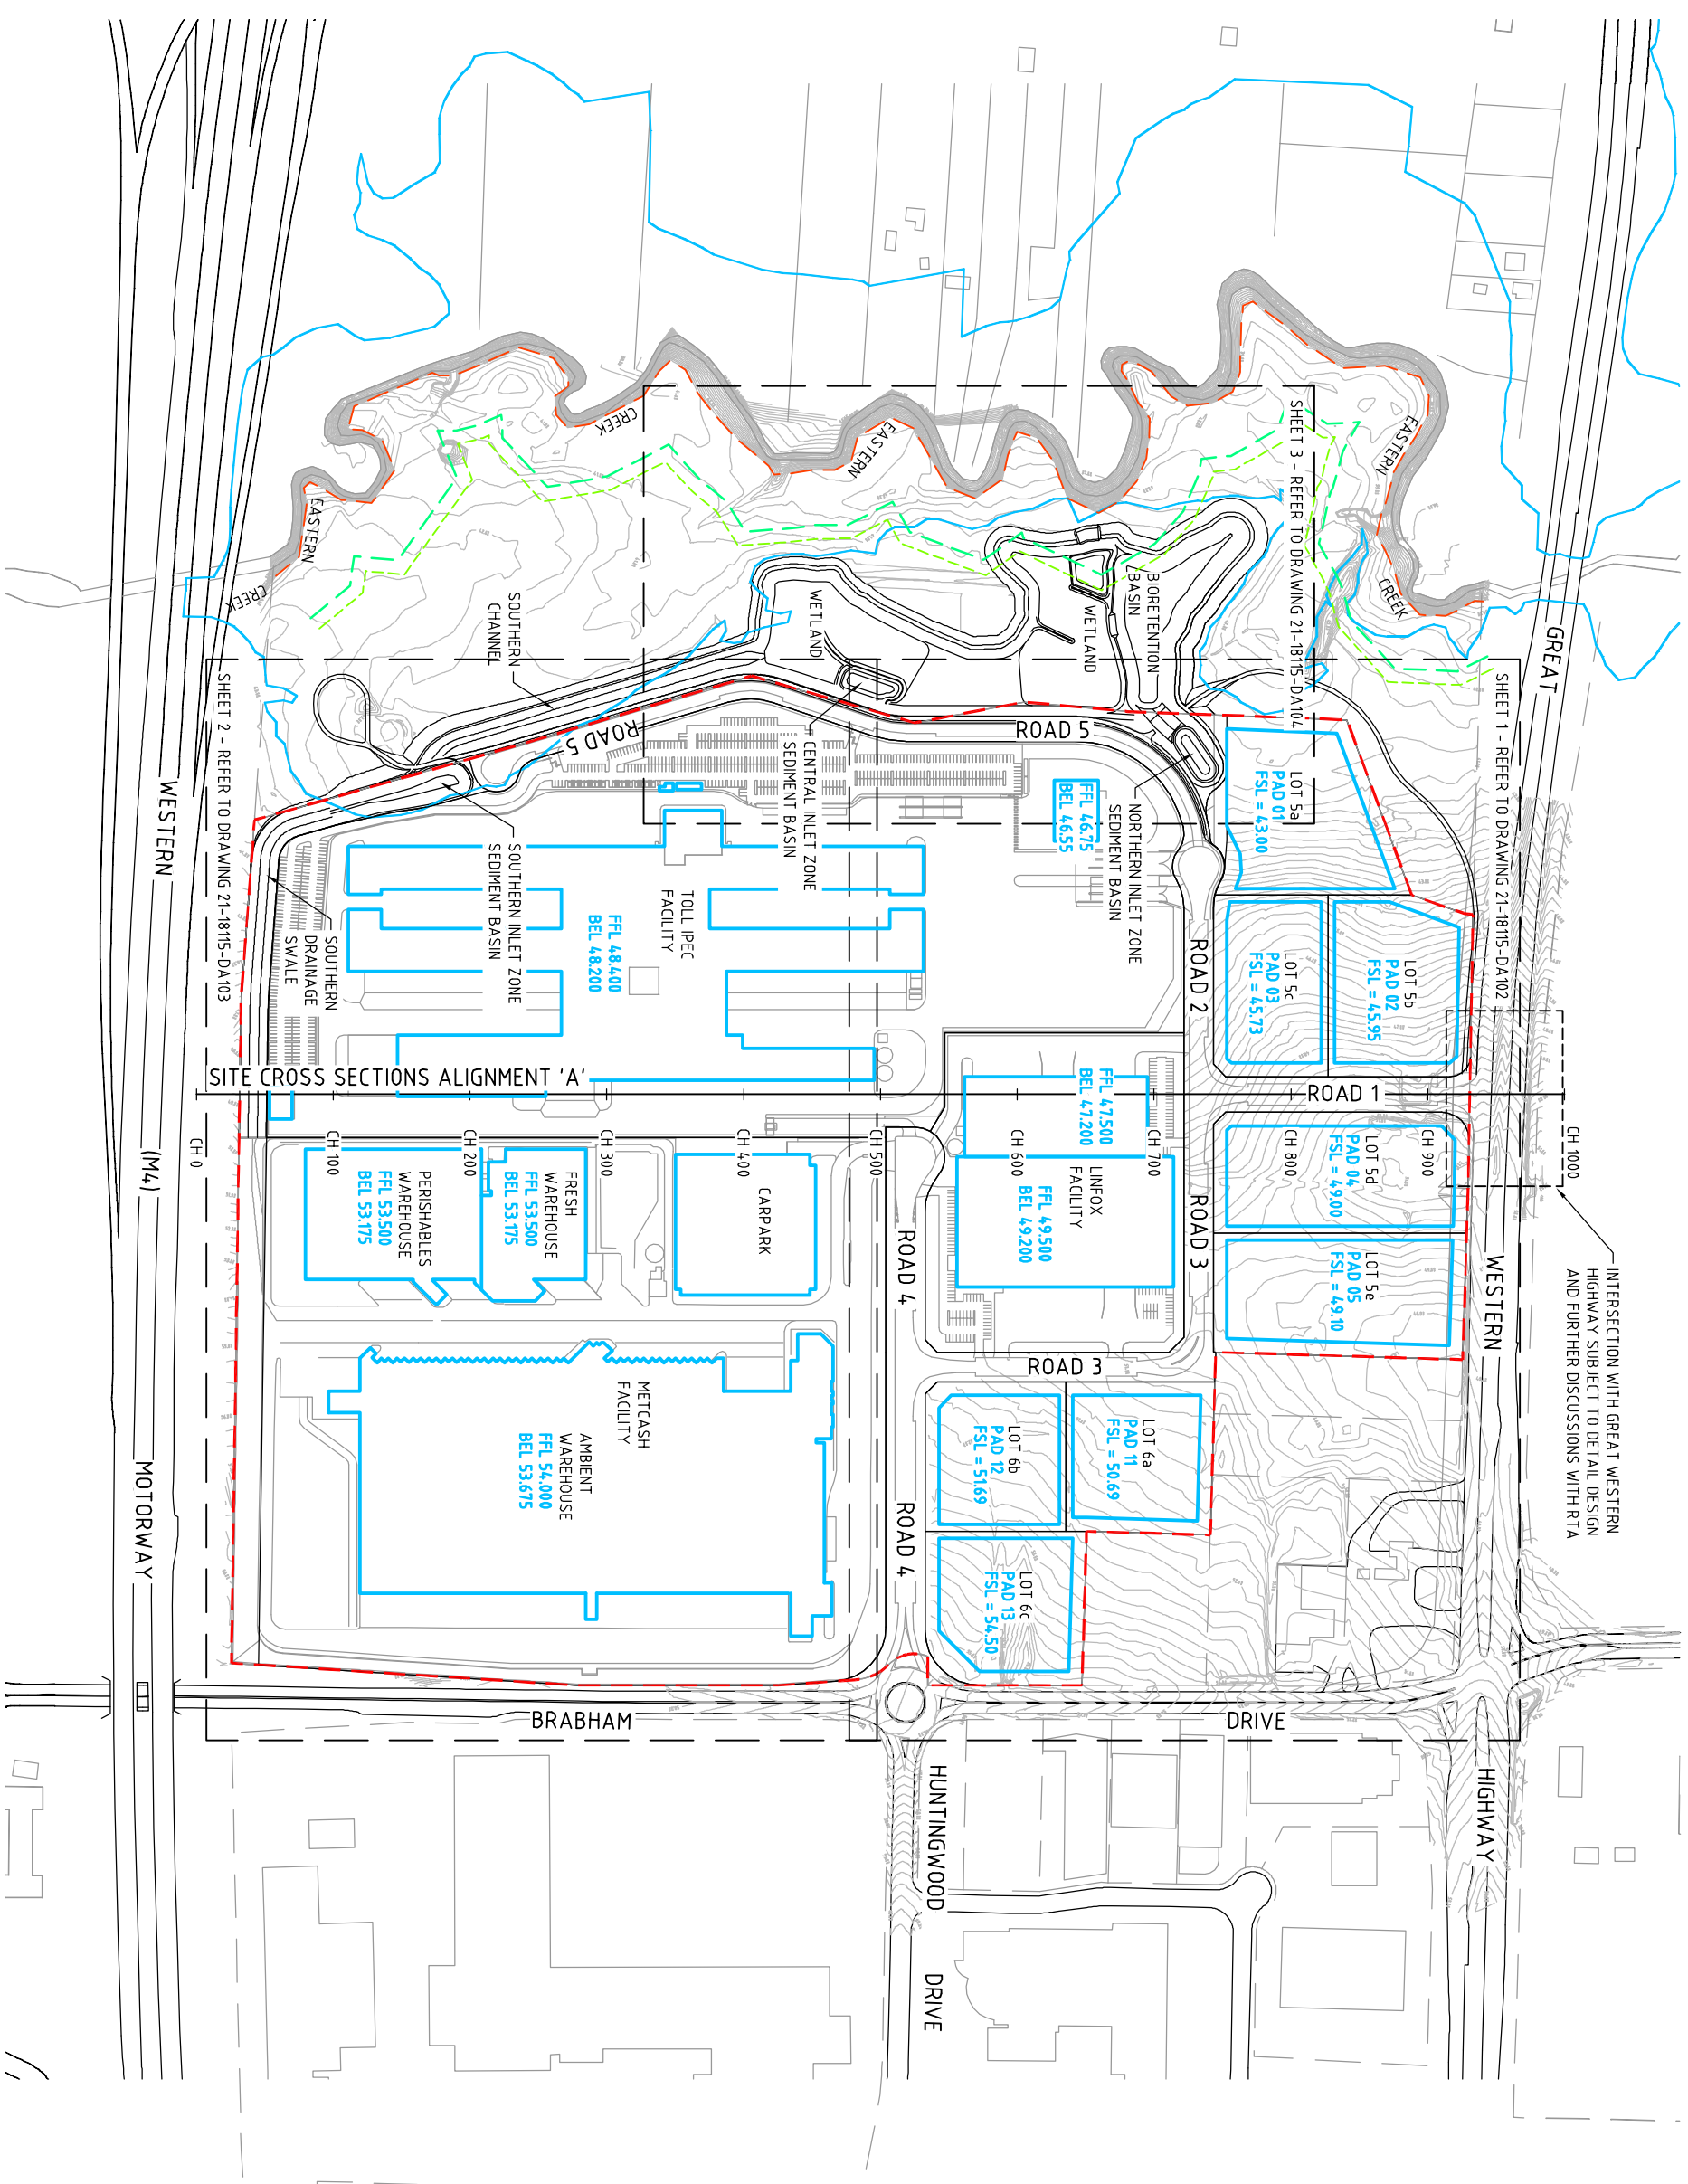 GREAT
WESTERN
HIGHWAY
INTERSECTION WITH GREAT WESTERN
HIGHWAY SUBJECT TO DETAIL DESIGN
AND FURTHER DISCUSSIONS WITH RTA
SHEET 1 - REFER TO DRAWING 21-18115-DA102
SHEET 3 - REFER TO DRAWING 21-18115-DA104
SHEET 2 - REFER TO DRAWING 21-18115-DA103
EASTERN
CREEK
EASTERN
CREEK
EASTERN
CREEK
LOT 5a
PAD 01
FSL = 43.00
LOT 5b
PAD 02
FSL = 45.95
LOT 5c
PAD 03
FSL = 45.73
LOT 5d
PAD 04
FSL = 49.00
LOT 5e
PAD 05
FSL = 49.10
LOT 6a
PAD 11
FSL = 50.69
LOT 6b
PAD 12
FSL = 51.69
LOT 6c
PAD 13
FSL = 54.50
ROAD 1
ROAD 2
ROAD 3
ROAD 3
ROAD 4
ROAD 4
ROAD 5
ROAD 5
BIORETENTION
BASIN
WETLAND
WETLAND
NORTHERN INLET ZONE
SEDIMENT BASIN
CENTRAL INLET ZONE
SEDIMENT BASIN
SOUTHERN INLET ZONE
SEDIMENT BASIN
SOUTHERN
CHANNEL
SOUTHERN
DRAINAGE
SWALE
FFL 46.75
BEL 46.55
FFL 47.500
BEL 47.200
LINFOX
FACILITY
FFL 49.500
BEL 49.200
TOLL IPEC
FACILITY
FFL 48.400
BEL 48.200
CARPARK
FRESH
WAREHOUSE
FFL 53.500
BEL 53.175
PERISHABLES
WAREHOUSE
FFL 53.500
BEL 53.175
METCASH
FACILITY
AMBIENT
WAREHOUSE
FFL 54.000
BEL 53.675
SITE CROSS SECTIONS ALIGNMENT 'A'
CH 0
CH 100
CH 200
CH 300
CH 400
CH 500
CH 600
CH 700
CH 800
CH 900
CH 1000
BRABHAM
DRIVE
HUNTINGWOOD
DRIVE
WESTERN
(M4)
MOTORWAY